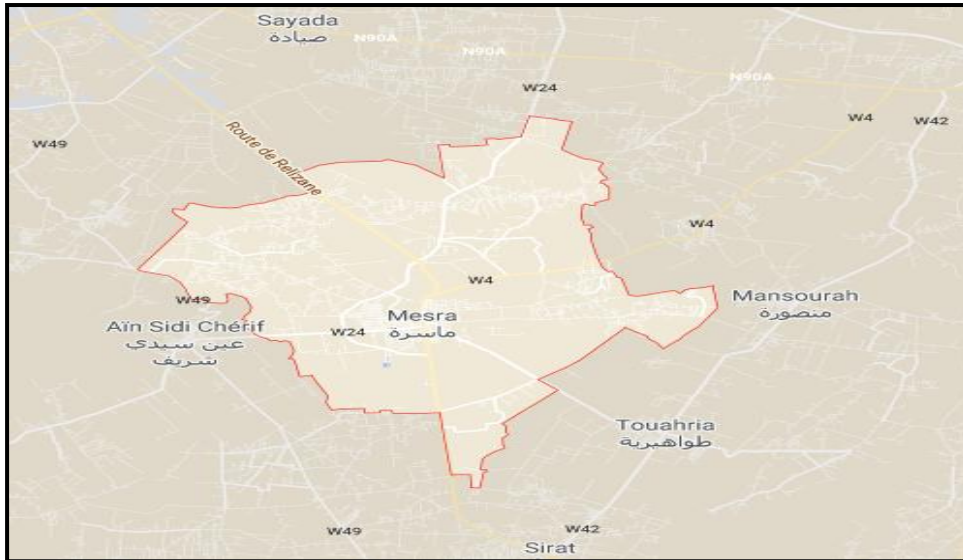 Sayada
صيادة
N90A
N90A
N90A
W24
W4
W42
W49
Route de Relizane
W4
W4
W49
Mansourah
منصورة
Mesra
ماسرة
Aïn Sidi Chérif
عين سيدي
شريف
W24
Touahria
طواهيرية
W49
W42
Sirat